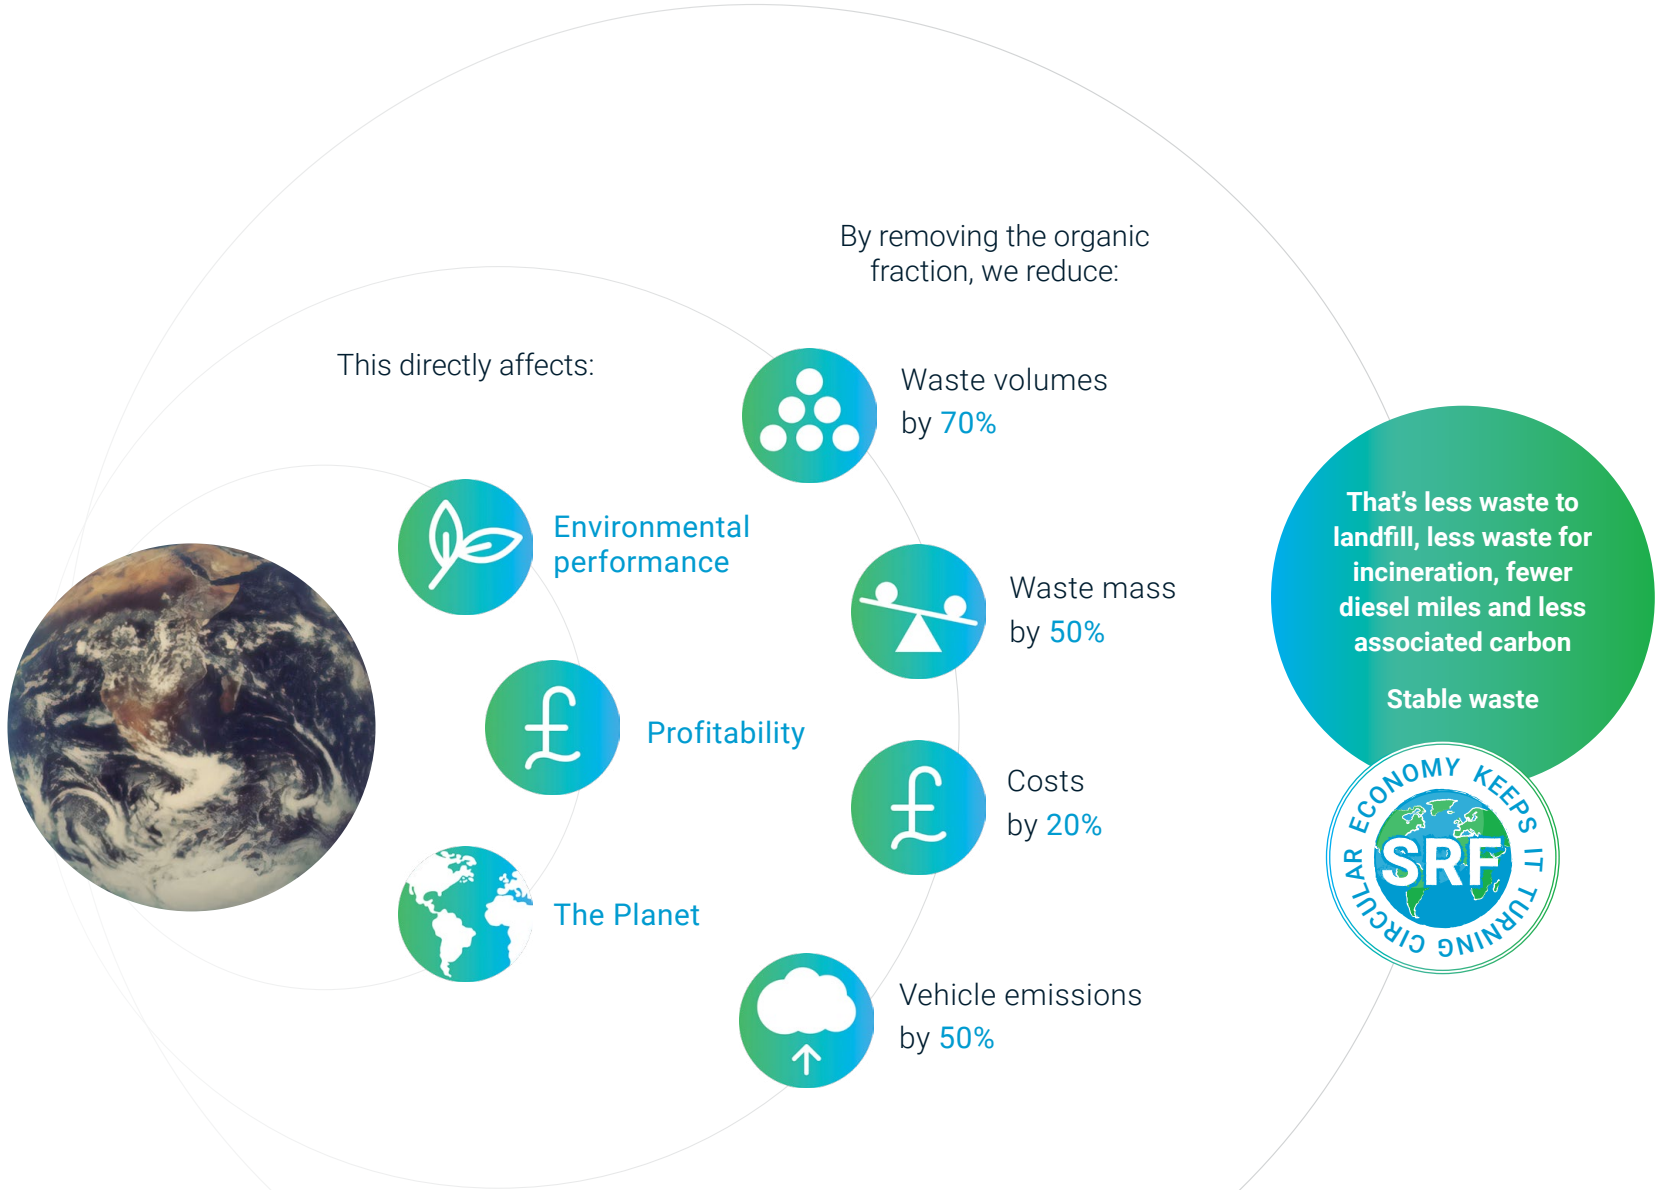 By removing the organic
fraction, we reduce:
This directly affects:
Waste volumes
by 70%
Environmental
performance
Waste mass
by 50%
Profitability
Costs
by 20%
The Planet
Vehicle emissions
by 50%
That’s less waste to
landfill, less waste for
incineration, fewer
diesel miles and less
associated carbon
Stable waste
CIRCULAR ECONOMY KEEPS IT TURNING
SRF
£
£